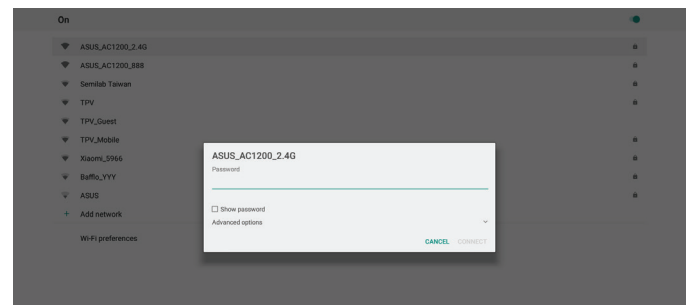 On
ASUS_AC1200_2.4G
ASUS_AC1200_888
Semilab Taiwan
TPV
TPV_Guest
TPV_Mobile
Xiaomi_5966
Baffio_YYY
ASUS
+ Add network
Wi-Fi preferences
ASUS_AC1200_2.4G
Password
Show password
Advanced options
CANCEL CONNECT